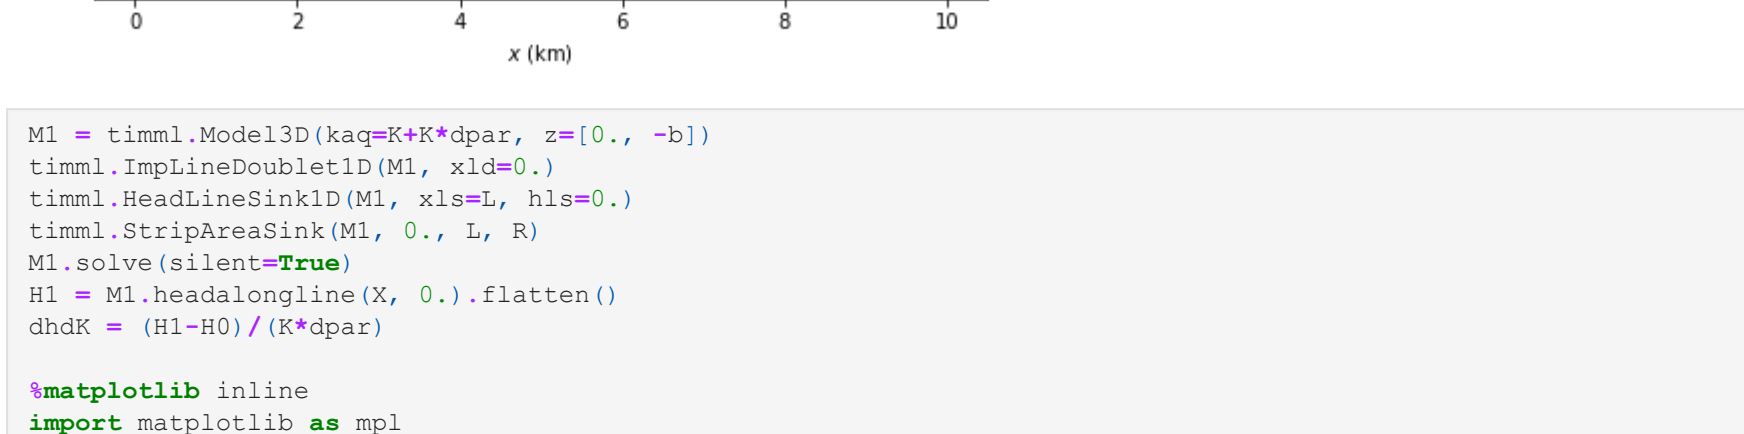 0 2 4 6 8 10
x (km)
M1 = timml.Model3D(kaq=K+K*dpar, z=[0., -b])
timml.ImpLineDoublet1D(M1, xld=0.)
timml.HeadLineSink1D(M1, xls=L, hls=0.)
timml.StripAreaSink(M1, 0., L, R)
M1.solve(silent=True)
H1 = M1.headalongline(X, 0.).flatten()
dhdK = (H1-H0)/(K*dpar)
%matplotlib inline
import matplotlib as mpl